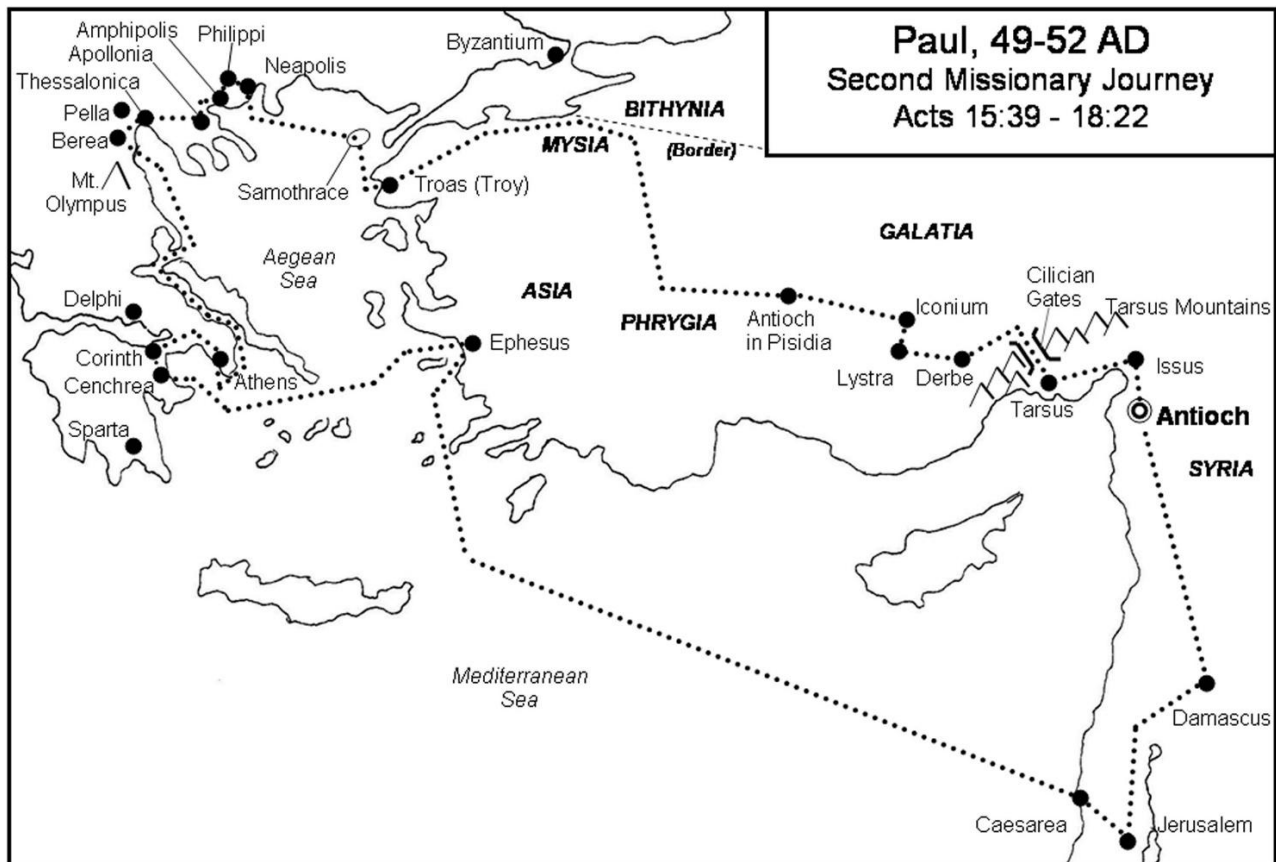 Paul, 49-52 AD
Second Missionary Journey
Acts 15:39 - 18:22
Amphipolis
Philippi
Apollonia
Neapolis
Thessalonica
Byzantium
Pella
BITHYNIA
Berea
MYSIA
(Border)
Mt.
Olympus
Samothrace
Troas (Troy)
GALATIA
Aegean
Sea
Cilician
Gates
ASIA
Delphi
Iconium
Tarsus Mountains
PHRYGIA
Antioch
in Pisidia
Corinth
Ephesus
Cenchrea
Athens
Lystra
Derbe
Issus
Tarsus
Antioch
Sparta
SYRIA
Mediterranean
Sea
Damascus
Caesarea
Jerusalem